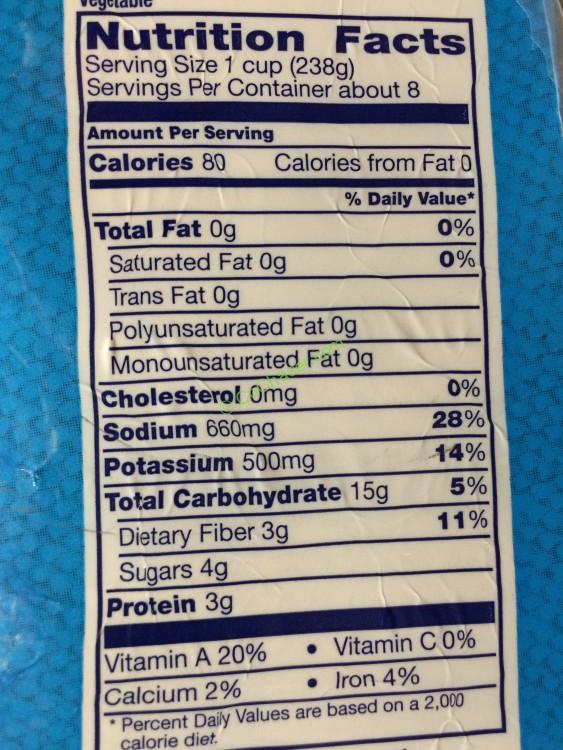 Vegetable
Nutrition Facts
Serving Size 1 cup (238g)
Servings Per Container about 8
Amount Per Serving
Calories 80 Calories from Fat 0
% Daily Value*
Total Fat 0g 0%
Saturated Fat 0g 0%
Trans Fat 0g
Polyunsaturated Fat 0g
Monounsaturated Fat 0g
Cholesterol 0mg 0%
Sodium 660mg 28%
Potassium 500mg 14%
Total Carbohydrate 15g 5%
Dietary Fiber 3g 11%
Sugars 4g
Protein 3g
Vitamin A 20% • Vitamin C 0%
Calcium 2% • Iron 4%
* Percent Daily Values are based on a 2,000
calorie diet.